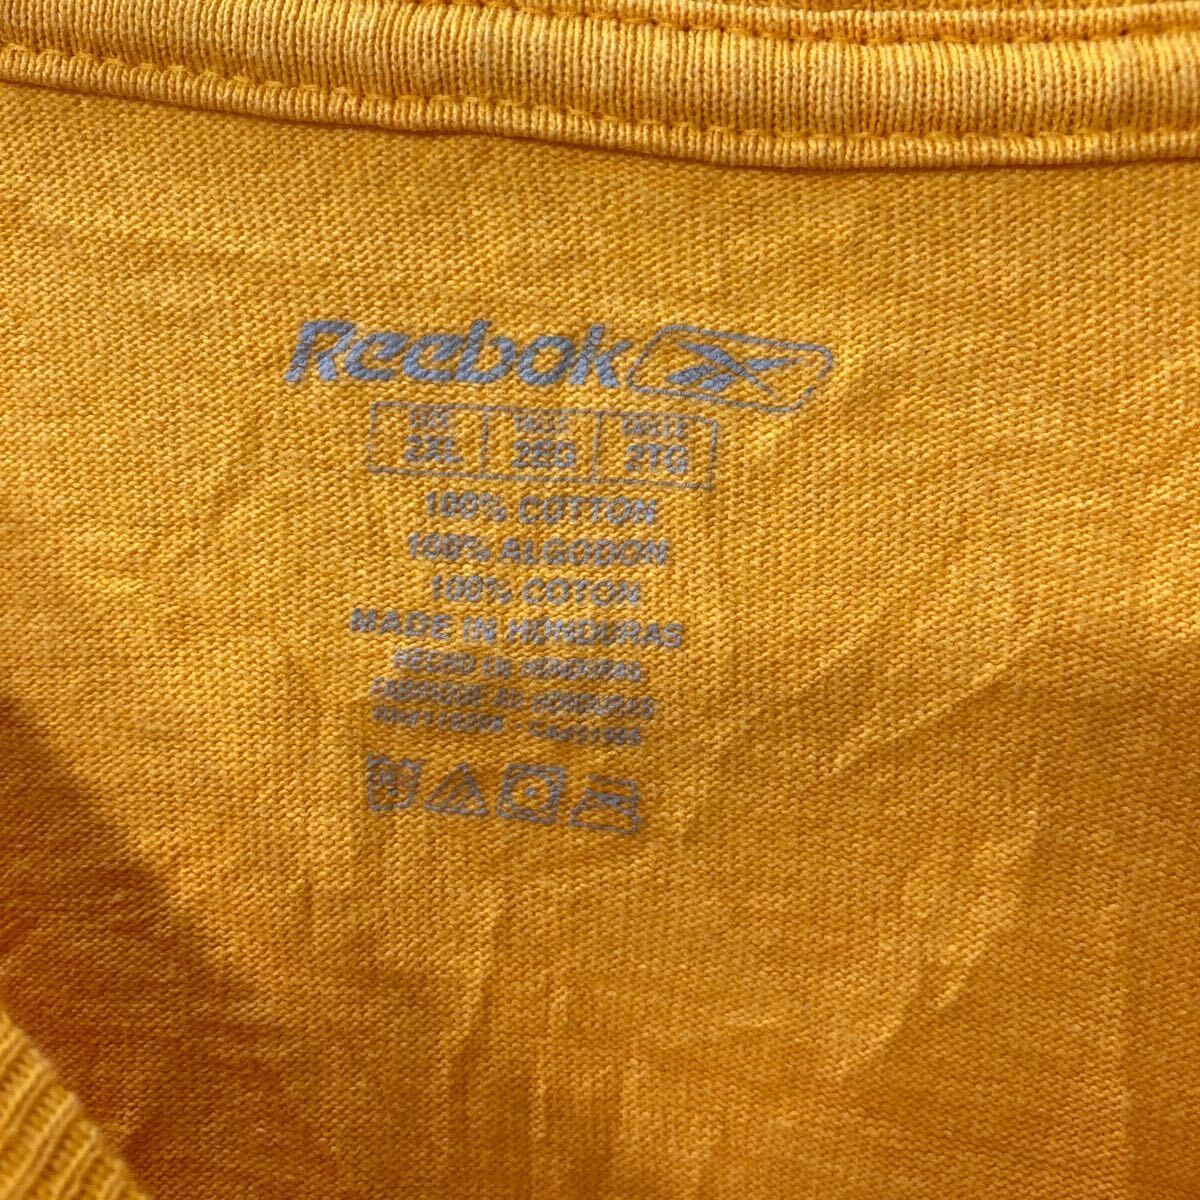 Reebok
SIZE TALLE TAILLE
2XL 2EG 2TG
100% COTTON
100% ALGODON
100% COTON
MADE IN HONDURAS
HECHO EN HONDURAS
FABRIQUE AU HONDURAS